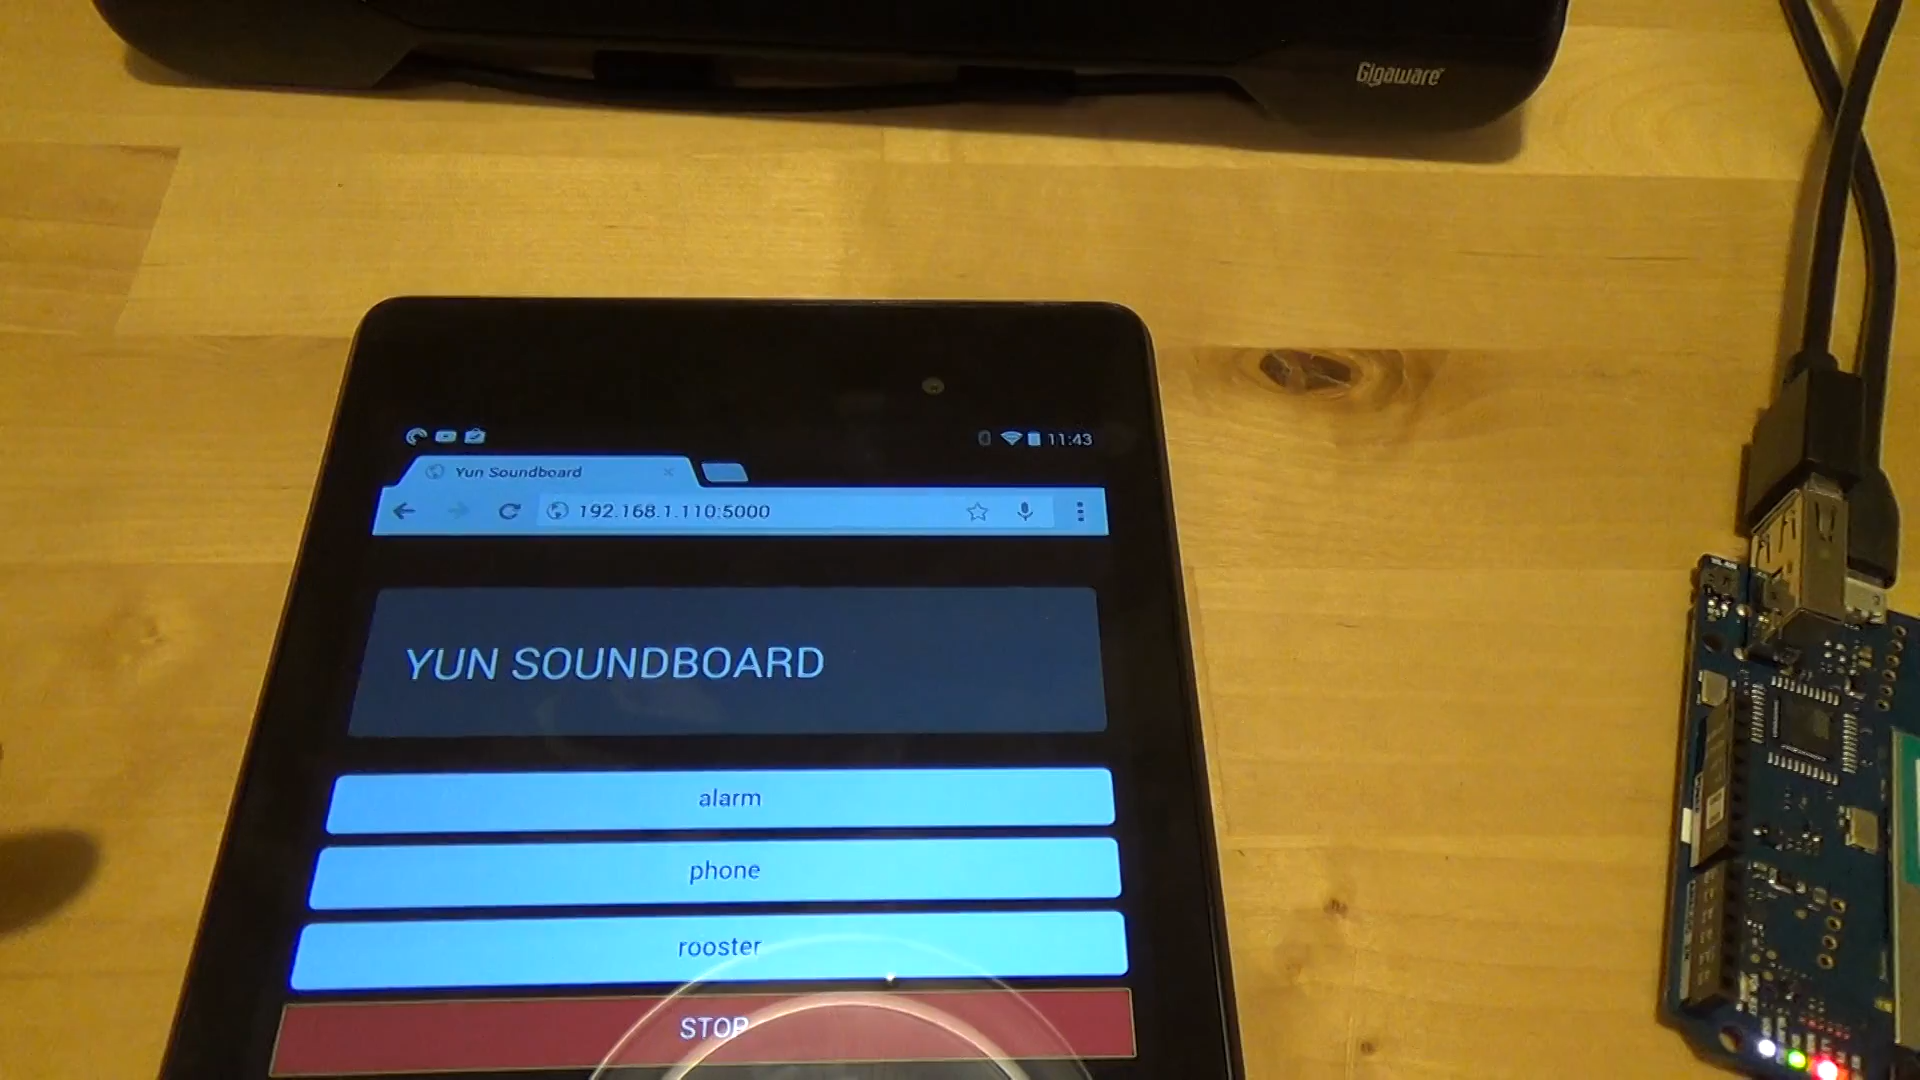 Gigaware
11:43
Yun Soundboard
192.168.1.110:5000
YUN SOUNDBOARD
alarm
phone
rooster
STOP